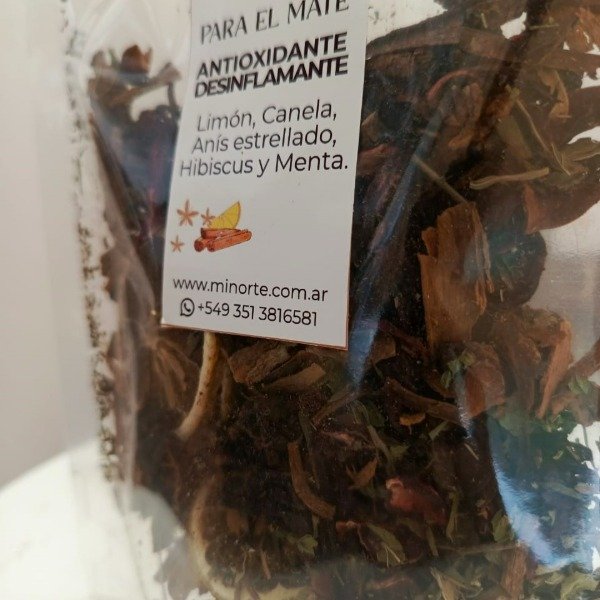 PARA EL MATE
ANTIOXIDANTE
DESINFLAMANTE
Limón, Canela,
Anís estrellado,
Hibiscus y Menta.
www.minorte.com.ar
+549 351 3816581